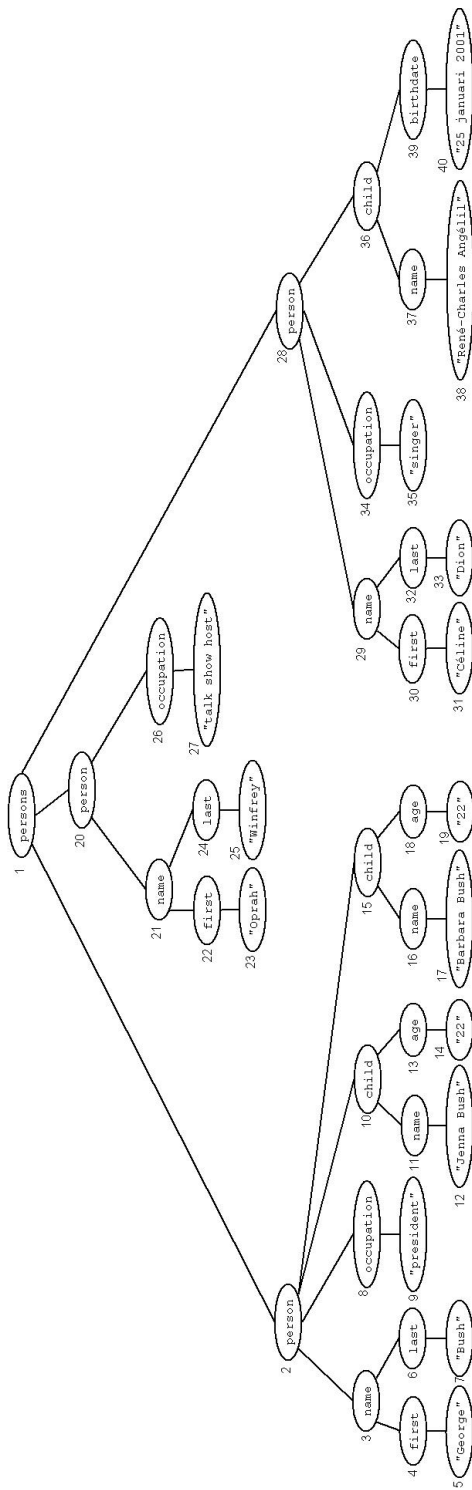 1 persons
2 person
3 name
4 first
5 "George"
6 last
7 "Bush"
8 occupation
9 "president"
10 child
11 name
12 "Jenna Bush"
13 age
14 "22"
15 child
16 name
17 "Barbara Bush"
18 age
19 "22"
20 person
21 name
22 first
23 "Oprah"
24 last
25 "Winfrey"
26 occupation
27 "talk show host"
28 person
29 name
30 first
31 "Céline"
32 last
33 "Dion"
34 occupation
35 "singer"
36 child
37 name
38 "René-Charles Angélil"
39 birthdate
40 "25 januari 2001"